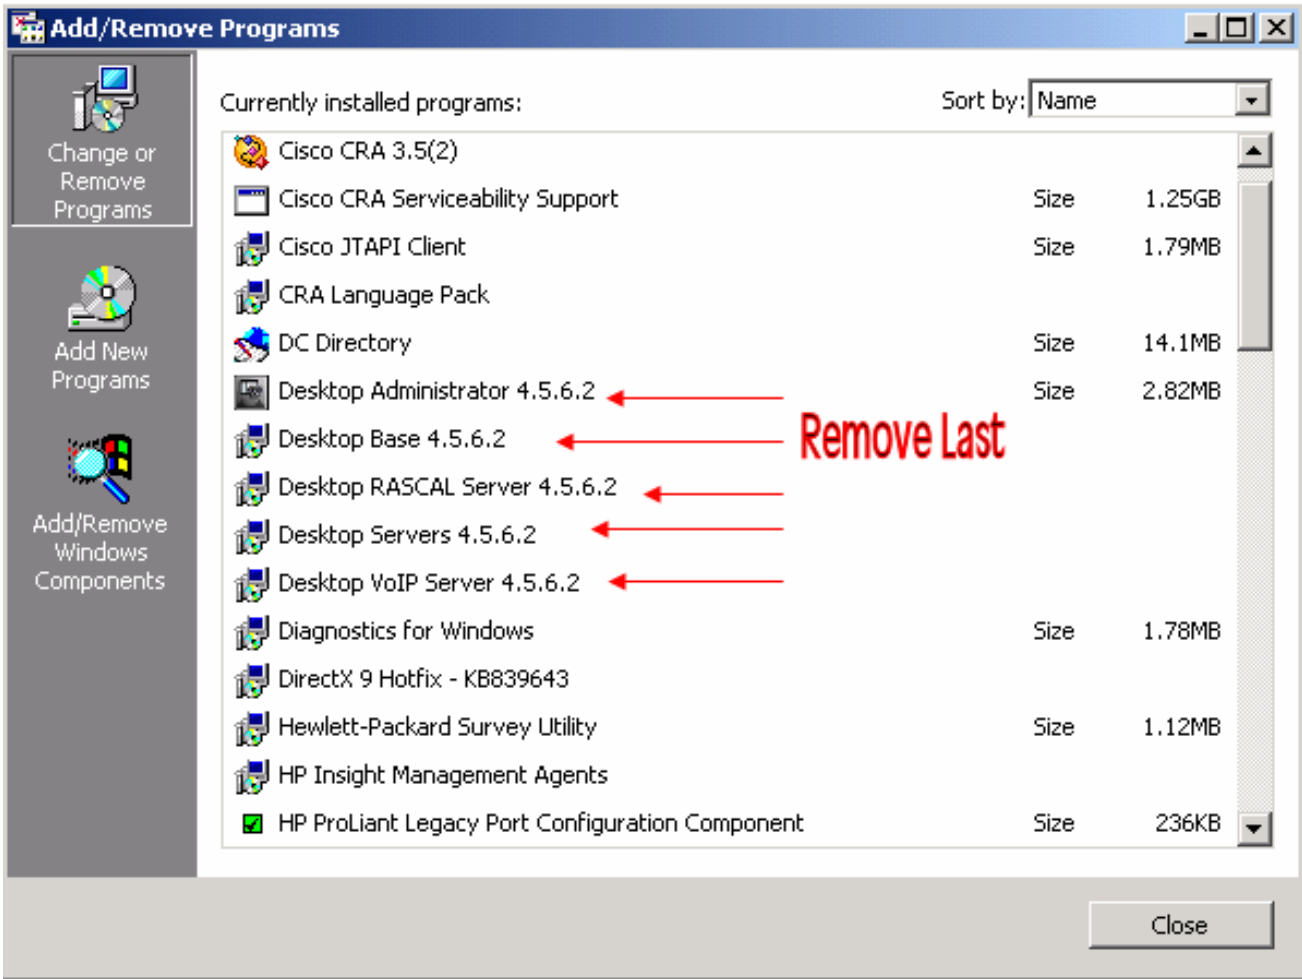 Add/Remove Programs
Change or
Remove
Programs
Add New
Programs
Add/Remove
Windows
Components
Currently installed programs:
Sort by: Name
Cisco CRA 3.5(2)
Cisco CRA Serviceability Support Size 1.25GB
Cisco JTAPI Client Size 1.79MB
CRA Language Pack
DC Directory Size 14.1MB
Desktop Administrator 4.5.6.2 Size 2.82MB
Desktop Base 4.5.6.2 Remove Last
Desktop RASCAL Server 4.5.6.2
Desktop Servers 4.5.6.2
Desktop VoIP Server 4.5.6.2
Diagnostics for Windows Size 1.78MB
DirectX 9 Hotfix - KB839643
Hewlett-Packard Survey Utility Size 1.12MB
HP Insight Management Agents
HP ProLiant Legacy Port Configuration Component Size 236KB
Close